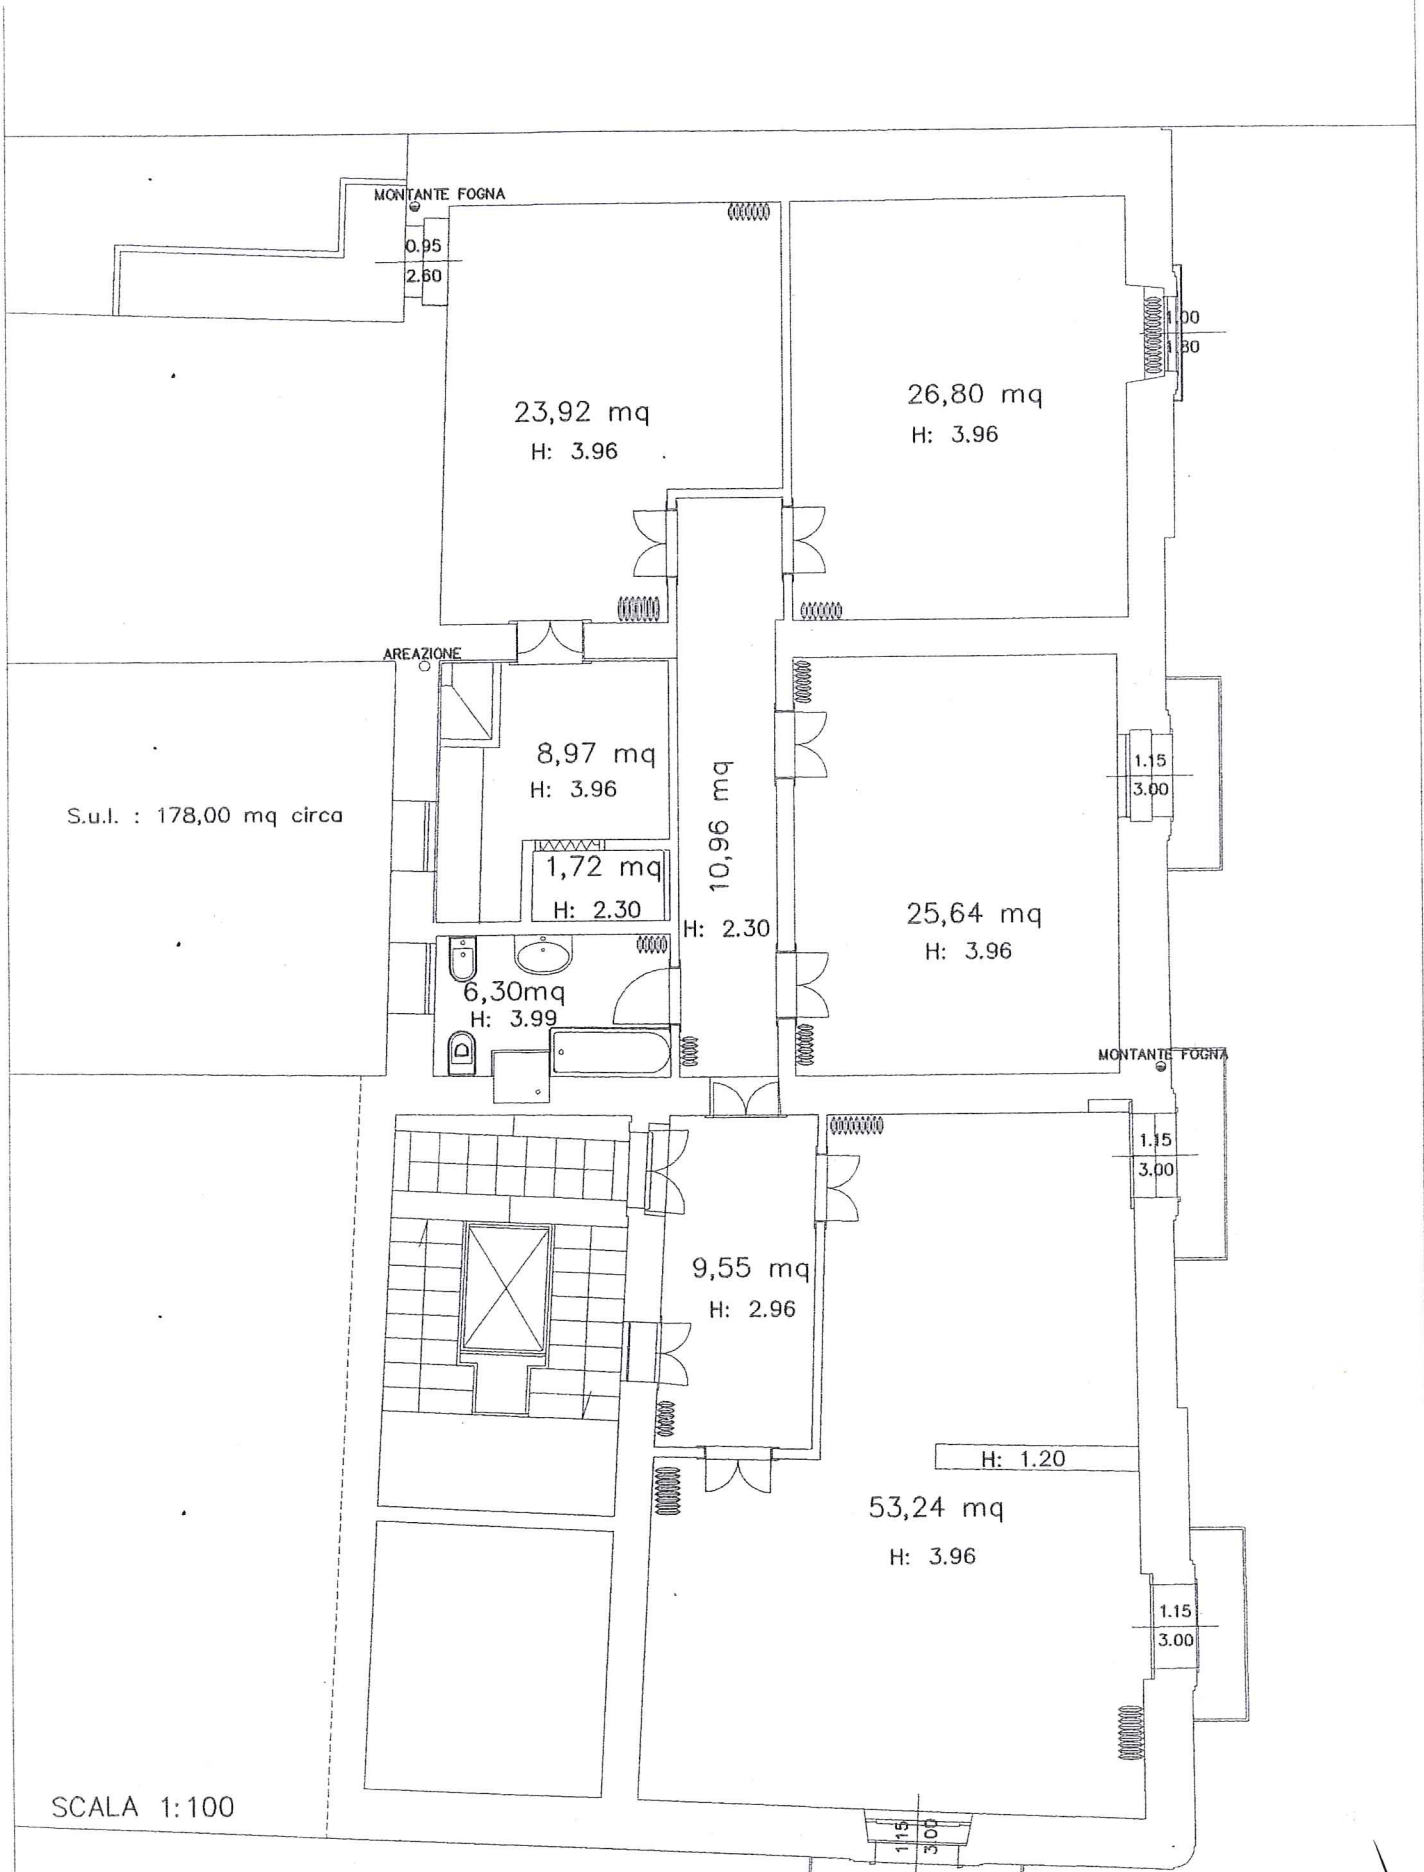 MONTANTE FOGNA
0.95
2.60
1.00
1.80
23,92 mq
H: 3.96
26,80 mq
H: 3.96
AREAZIONE
8,97 mq
H: 3.96
10,96 mq
H: 2.30
1.15
3.00
S.u.l. : 178,00 mq circa
1,72 mq
H: 2.30
25,64 mq
H: 3.96
6,30mq
H: 3.99
MONTANTE FOGNA
1.15
3.00
9,55 mq
H: 2.96
H: 1.20
53,24 mq
H: 3.96
1.15
3.00
SCALA 1:100
1.15
3.00